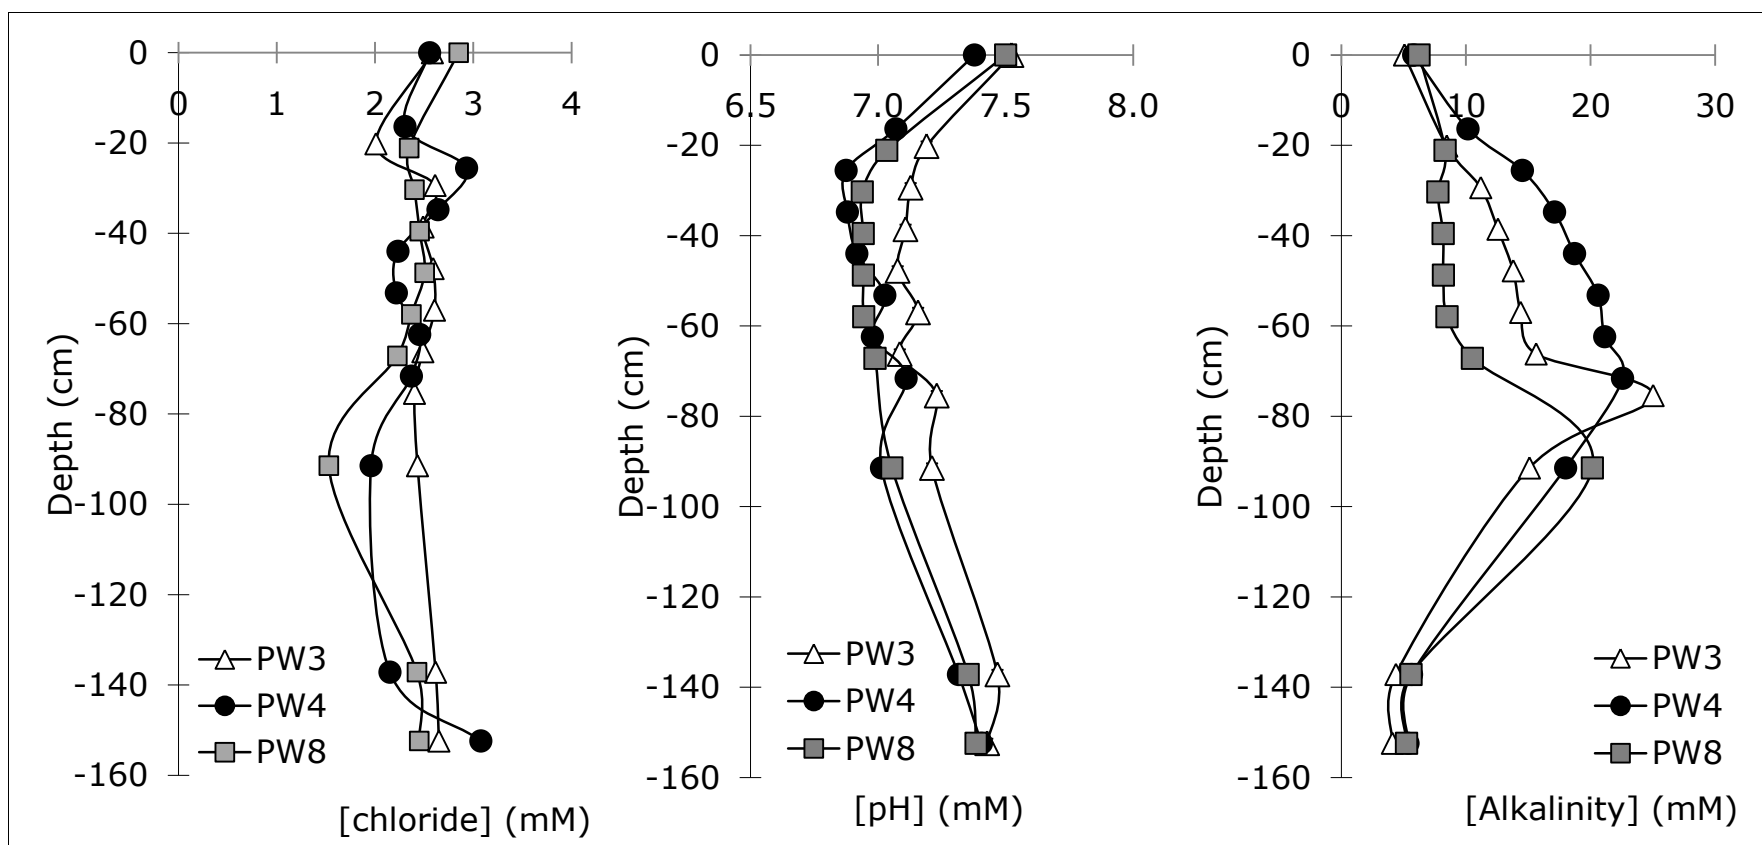 0 1 2 3 4
0
-20
-40
-60
-80
-100
-120
-140
-160
Depth (cm)
PW3
PW4
PW8
[chloride] (mM)
6.5 7.0 7.5 8.0
0
-20
-40
-60
-80
-100
-120
-140
-160
Depth (cm)
PW3
PW4
PW8
[pH] (mM)
0 10 20 30
0
-20
-40
-60
-80
-100
-120
-140
-160
Depth (cm)
PW3
PW4
PW8
[Alkalinity] (mM)